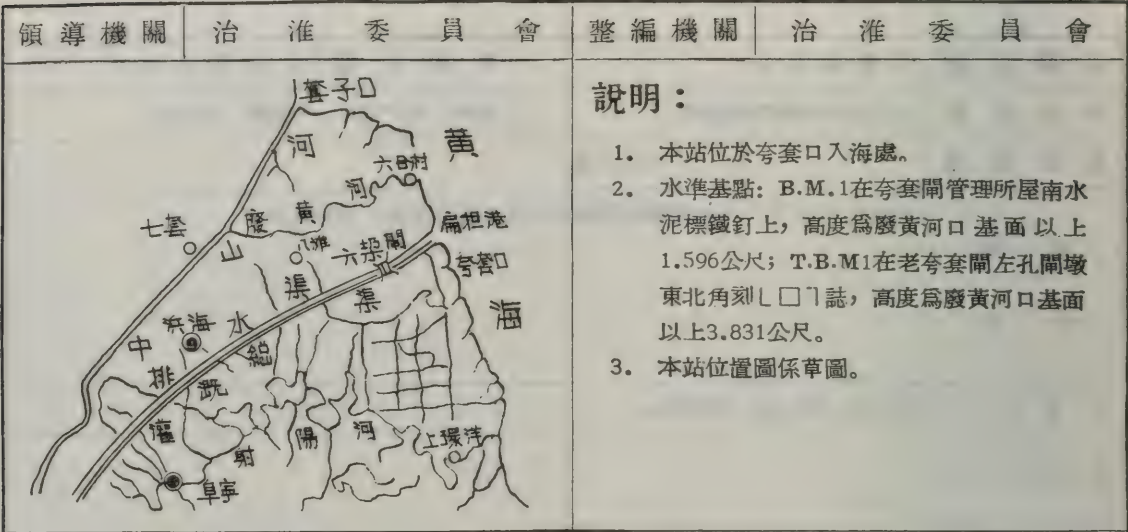 領導機關 治淮委員會 整編機關 治淮委員會
套子口
黃
河
六合村
河
黃
廢
扁担港
七套
山
八滩
六垛閘
夸套口
渠
渠
海
浜海
水
中
總
排
溉
灌
陽
河
射
上環洋
阜寧
說明：
1. 本站位於夸套口入海處。
2. 水準基點：B.M.1在夸套閘管理所屋南水
泥標鐵釘上，高度爲廢黃河口基面以上
1.596公尺；T.B.M1在老夸套閘左孔閘墩
東北角刻L口㇕誌，高度爲廢黃河口基面
以上3.831公尺。
3. 本站位置圖係草圖。